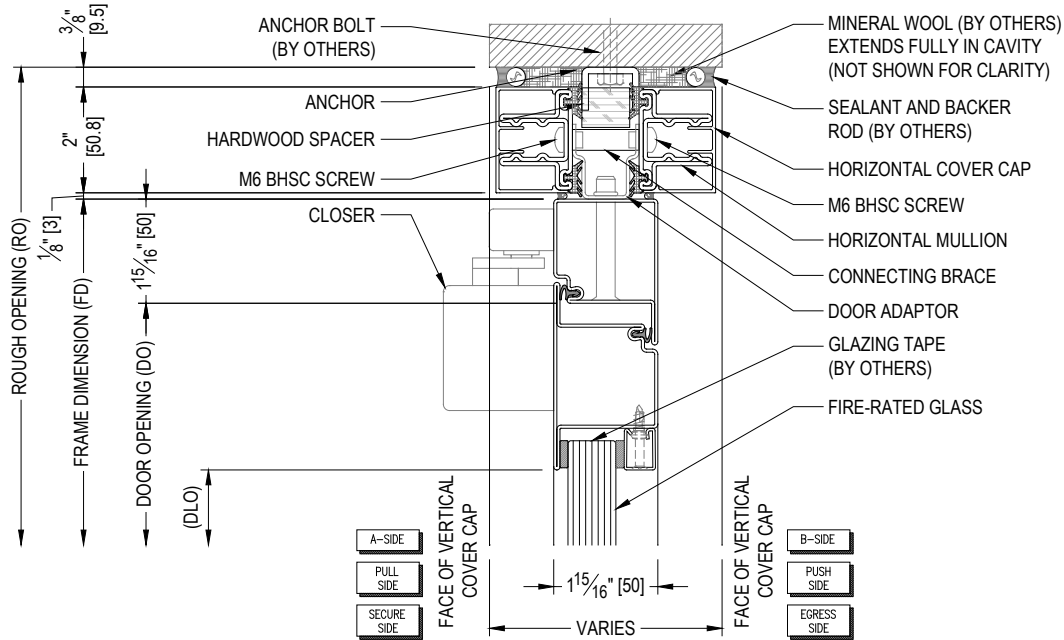 3/8"
[9.5]
2"
[50.8]
1/8" [3]
1 15/16" [50]
ROUGH OPENING (RO)
FRAME DIMENSION (FD)
DOOR OPENING (DO)
(DLO)
ANCHOR BOLT
(BY OTHERS)
ANCHOR
HARDWOOD SPACER
M6 BHSC SCREW
CLOSER
MINERAL WOOL (BY OTHERS)
EXTENDS FULLY IN CAVITY
(NOT SHOWN FOR CLARITY)
SEALANT AND BACKER
ROD (BY OTHERS)
HORIZONTAL COVER CAP
M6 BHSC SCREW
HORIZONTAL MULLION
CONNECTING BRACE
DOOR ADAPTOR
GLAZING TAPE
(BY OTHERS)
FIRE-RATED GLASS
A-SIDE
PULL
SIDE
SECURE
SIDE
FACE OF VERTICAL
COVER CAP
1 15/16" [50]
VARIES
FACE OF VERTICAL
COVER CAP
B-SIDE
PUSH
SIDE
EGRESS
SIDE